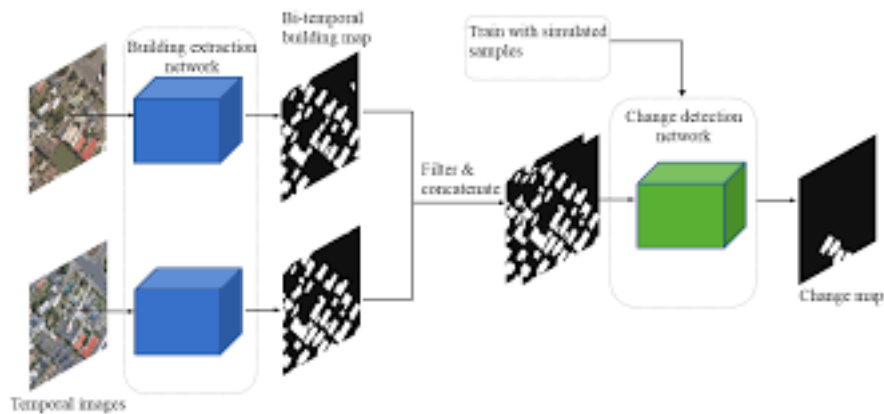 Building extraction
network
Bi-temporal
building map
Train with simulated
samples
Change detection
network
Filter &
concatenate
Change map
Temporal images